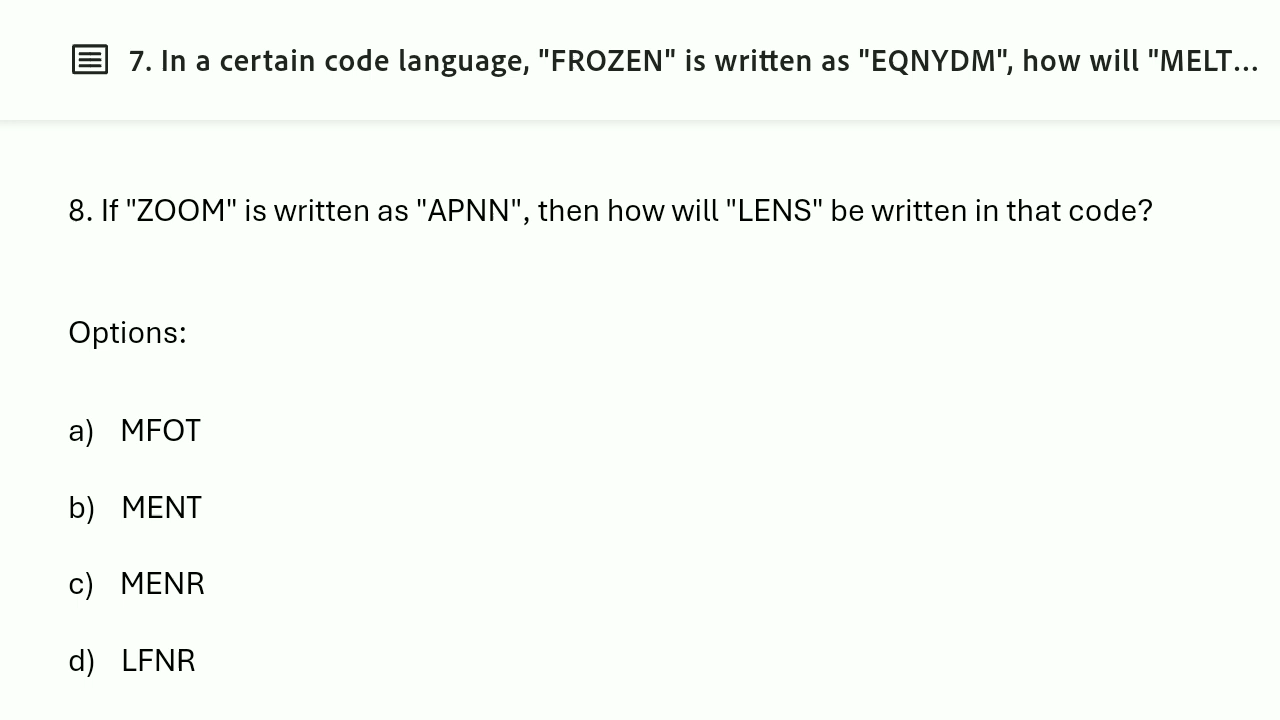 7. In a certain code language, "FROZEN" is written as "EQNYDM", how will "MELT...
8. If "ZOOM" is written as "APNN", then how will "LENS" be written in that code?
Options:
a) MFOT
b) MENT
c) MENR
d) LFNR